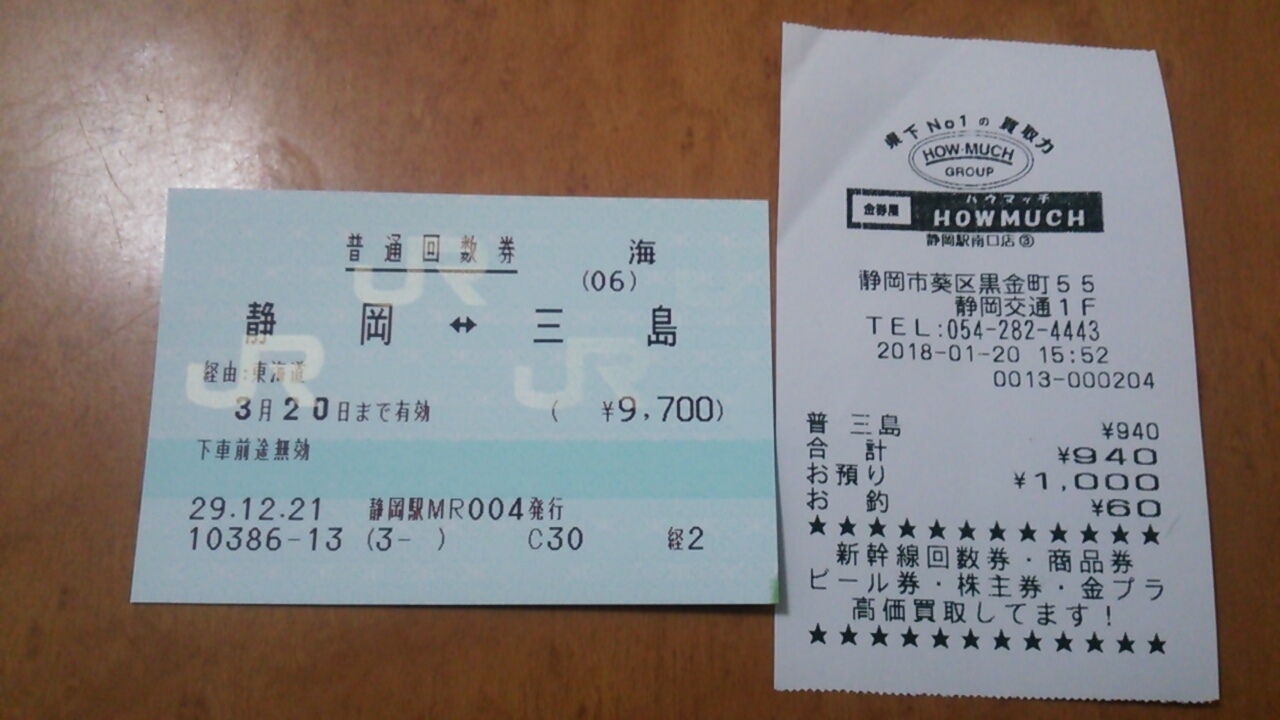 普通回数券 海
(06)
静岡 ↔ 三島
経由:東海道
3月20日まで有効 ( ¥9,700)
下車前途無効
29.12.21 静岡駅MR004発行
10386-13 (3- ) C30 経2
JR
JR
JR
県下No1の買取力
HOW・MUCH
GROUP
ハウマッチ
金券屋 HOWMUCH
静岡駅南口店③
静岡市葵区黒金町55
静岡交通1F
TEL:054-282-4443
2018-01-20 15:52
0013-000204
普 三島 ¥940
合計 ¥940
お預り ¥1,000
お釣 ¥60
★★★★★★★★★★★★
新幹線回数券・商品券
ビール券・株主券・金プラ
高価買取してます!
★★★★★★★★★★★★